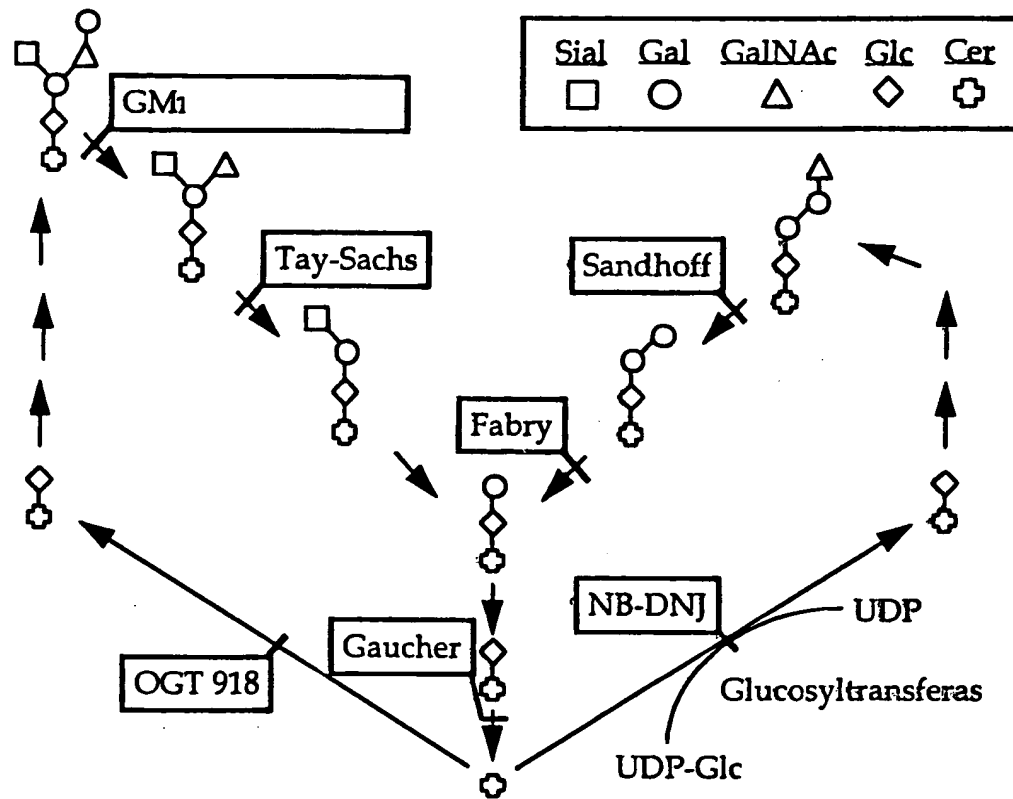 Sial Gal GalNAc Glc Cer
GM1
Tay-Sachs
Sandhoff
Fabry
NB-DNJ
UDP
Gaucher
OGT 918
Glucosyltransferas
UDP-Glc